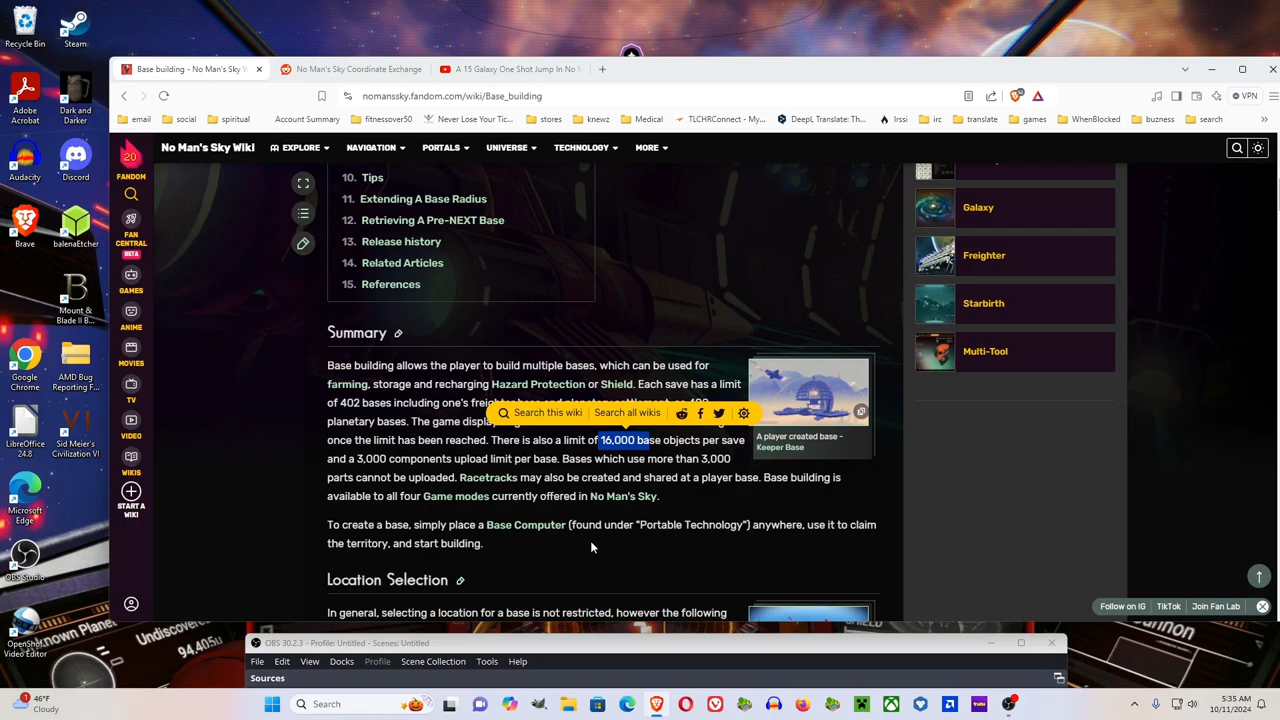 Recycle Bin
Steam
Adobe Acrobat
Dark and Darker
Audacity
Discord
Brave
balenaEtcher
Google Chrome
Mount & Blade II B...
AMD Bug Reporting F...
LibreOffice 24.8
Sid Meier's Civilization VI
Microsoft Edge
OBS Studio
OpenShot Video Editor
Base building - No Man's Sky W
No Man's Sky Coordinate Exchange
A 15 Galaxy One Shot Jump In No M
nomanssky.fandom.com/wiki/Base_building
VPN
email
social
spiritual
Account Summary
fitnessover50
Never Lose Your Tic...
stores
knewz
Medical
TLCHRConnect - My...
DeepL Translate: Th...
Irssi
irc
translate
games
WhenBlocked
buzness
search
No Man's Sky Wiki
EXPLORE
NAVIGATION
PORTALS
UNIVERSE
TECHNOLOGY
MORE
20
FANDOM
FAN CENTRAL
BETA
GAMES
ANIME
MOVIES
TV
VIDEO
WIKIS
START A WIKI
10. Tips
11. Extending A Base Radius
12. Retrieving A Pre-NEXT Base
13. Release history
14. Related Articles
15. References
Galaxy
Freighter
Starbirth
Multi-Tool
Summary
Base building allows the player to build multiple bases, which can be used for
farming, storage and recharging Hazard Protection or Shield. Each save has a limit
of 402 bases including one's
planetary bases. The game
Search this wiki
Search all wikis
once the limit has been reached. There is also a limit of 16,000 base objects per save
and a 3,000 components upload limit per base. Bases which use more than 3,000
parts cannot be uploaded. Racetracks may also be created and shared at a player base. Base building is
available to all four Game modes currently offered in No Man's Sky.
A player created base -
Keeper Base
To create a base, simply place a Base Computer (found under "Portable Technology") anywhere, use it to claim
the territory, and start building.
Location Selection
In general, selecting a location for a base is not restricted, however the following
Follow on IG
TikTok
Join Fan Lab
nknown Planet
Undiscovered
94.405u
annon
OBS 30.2.3 - Profile: Untitled - Scenes: Untitled
File
Edit
View
Docks
Profile
Scene Collection
Tools
Help
Sources
1
46°F
Cloudy
Search
5:35 AM
10/11/2024